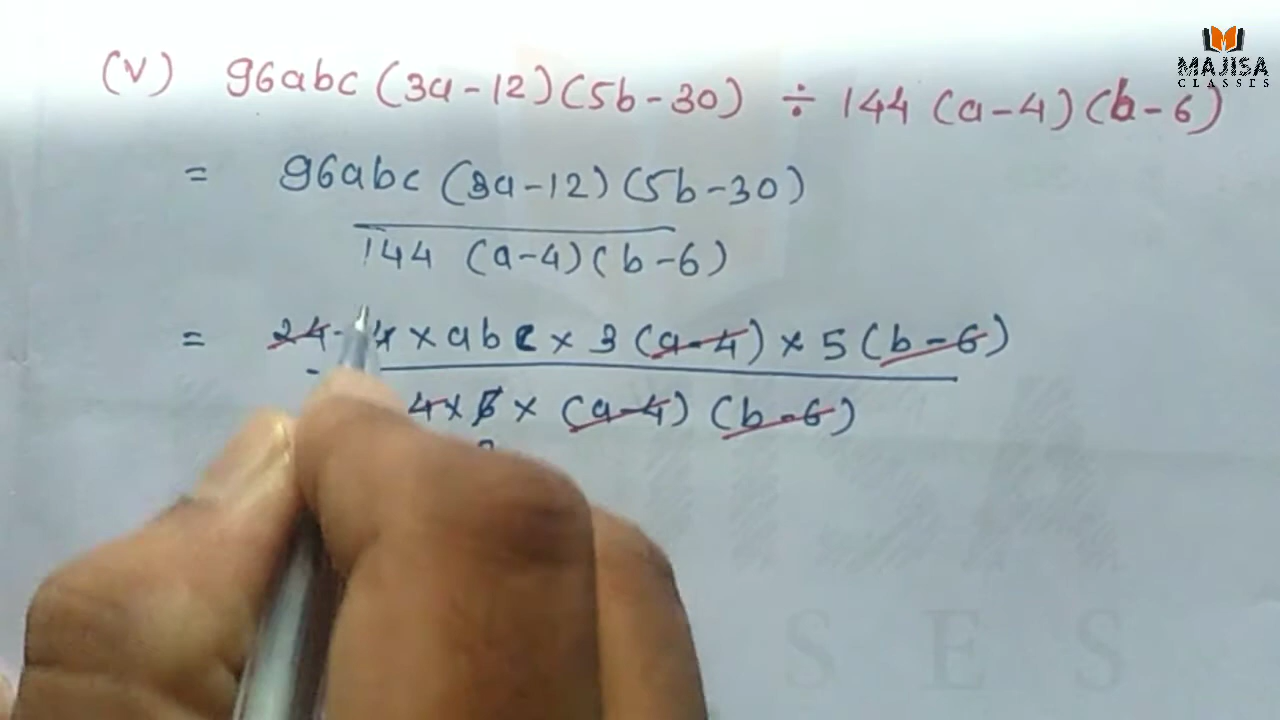 MAJISA
CLASSES
(V) 96abc (3a-12) (5b-30) ÷ 144 (a-4) (b-6)
= 96abc (3a-12) (5b-30)
144 (a-4) (b-6)
= 24 4 × abc × 3 (a-4) × 5 (b-6)
4 × 6 × (a-4) (b-6)
S E S